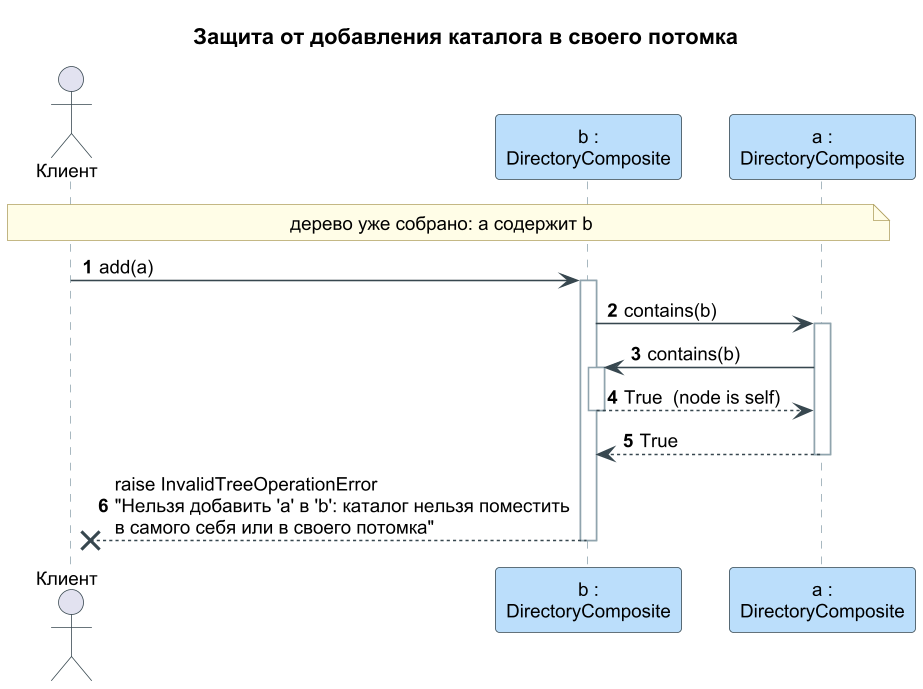 Защита от добавления каталога в своего потомка
Клиент
b :
DirectoryComposite
a :
DirectoryComposite
дерево уже собрано: a содержит b
1 add(a)
2 contains(b)
3 contains(b)
4 True (node is self)
5 True
raise InvalidTreeOperationError
6 "Нельзя добавить 'a' в 'b': каталог нельзя поместить
в самого себя или в своего потомка"
Клиент
b :
DirectoryComposite
a :
DirectoryComposite